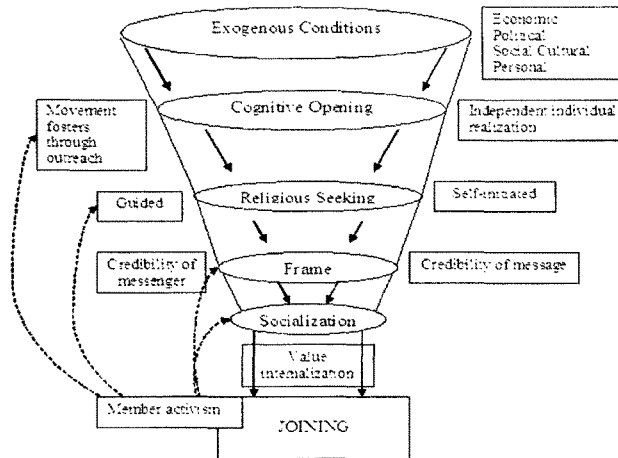 Exogenous Conditions
Economic
Political
Social Cultural
Personal
Movement
fosters
through
outreach
Cognitive Opening
Independent individual
realization
Guided
Religious Seeking
Self-initiated
Credibility of
messenger
Frame
Credibility of message
Socialization
Value
internalization
Member activism
JOINING